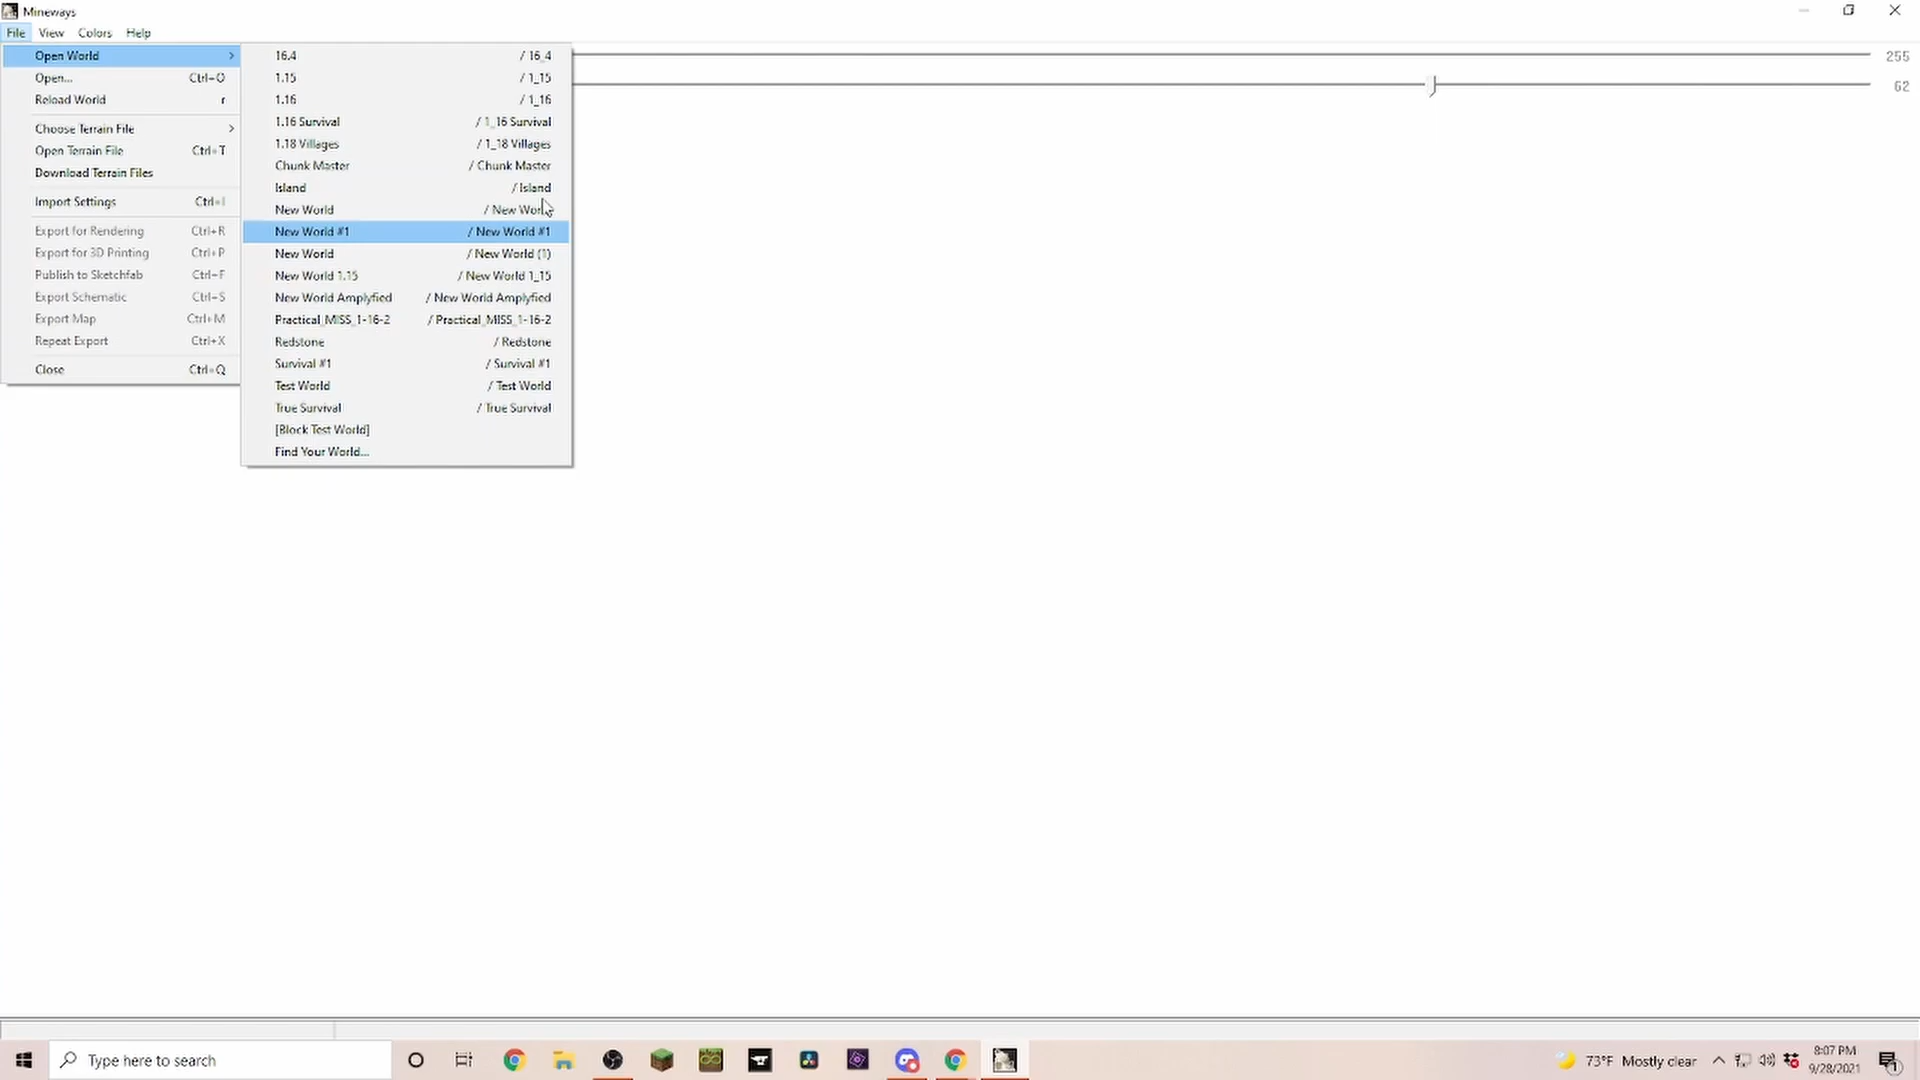 Mineways
File View Colors Help
Open World
Open... Ctrl+O
Reload World r
Choose Terrain File
Open Terrain File Ctrl+T
Download Terrain Files
Import Settings Ctrl+I
Export for Rendering Ctrl+R
Export for 3D Printing Ctrl+P
Publish to Sketchfab Ctrl+F
Export Schematic Ctrl+S
Export Map Ctrl+M
Repeat Export Ctrl+X
Close Ctrl+Q
16.4 / 16_4
1.15 / 1_15
1.16 / 1_16
1.16 Survival / 1_16 Survival
1.18 Villages / 1_18 Villages
Chunk Master / Chunk Master
Island / Island
New World / New World
New World #1 / New World #1
New World / New World (1)
New World 1.15 / New World 1_15
New World Amplyfied / New World Amplyfied
Practical_MISS_1-16-2 / Practical_MISS_1-16-2
Redstone / Redstone
Survival #1 / Survival #1
Test World / Test World
True Survival / True Survival
[Block Test World]
Find Your World...
255
62
Type here to search
73°F Mostly clear
8:07 PM
9/28/2021
1